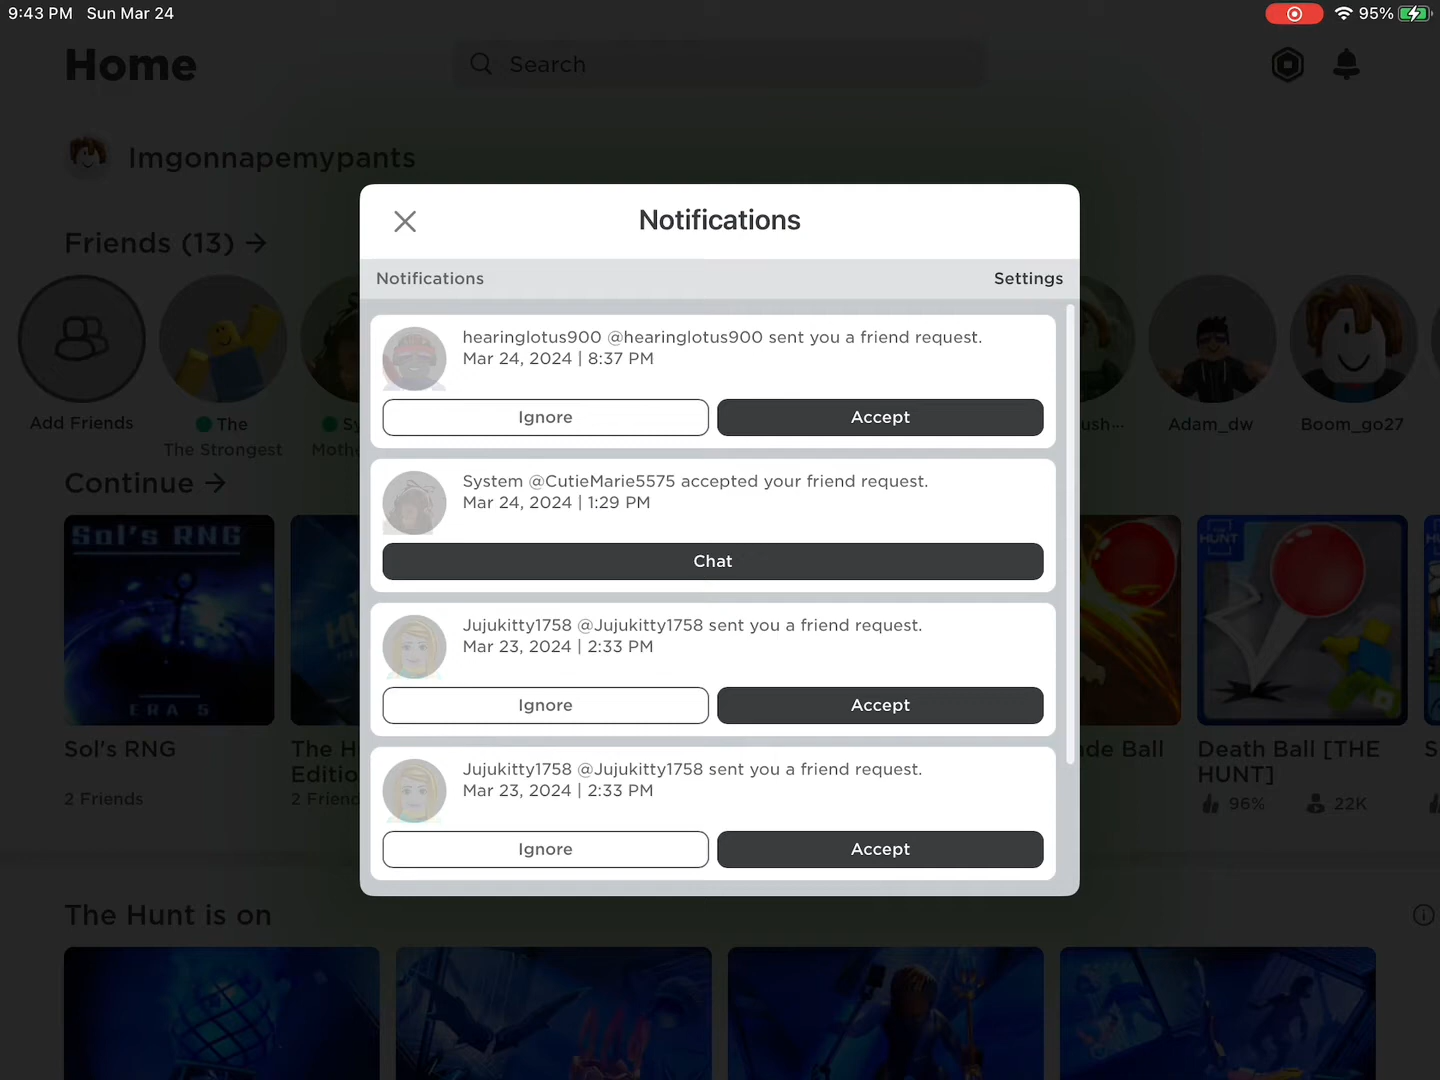 9:43 PM Sun Mar 24
95%
Home
Search
Imgonnapemypants
Friends (13)
Add Friends
The
The Strongest
Adam_dw
Boom_go27
Continue
Sol's RNG
ERA 5
Sol's RNG
2 Friends
THE HUNT
Death Ball [THE
HUNT]
96% 22K
The Hunt is on
Notifications
Notifications Settings
hearinglotus900 @hearinglotus900 sent you a friend request.
Mar 24, 2024 | 8:37 PM
Ignore Accept
System @CutieMarie5575 accepted your friend request.
Mar 24, 2024 | 1:29 PM
Chat
Jujukitty1758 @Jujukitty1758 sent you a friend request.
Mar 23, 2024 | 2:33 PM
Ignore Accept
Jujukitty1758 @Jujukitty1758 sent you a friend request.
Mar 23, 2024 | 2:33 PM
Ignore Accept